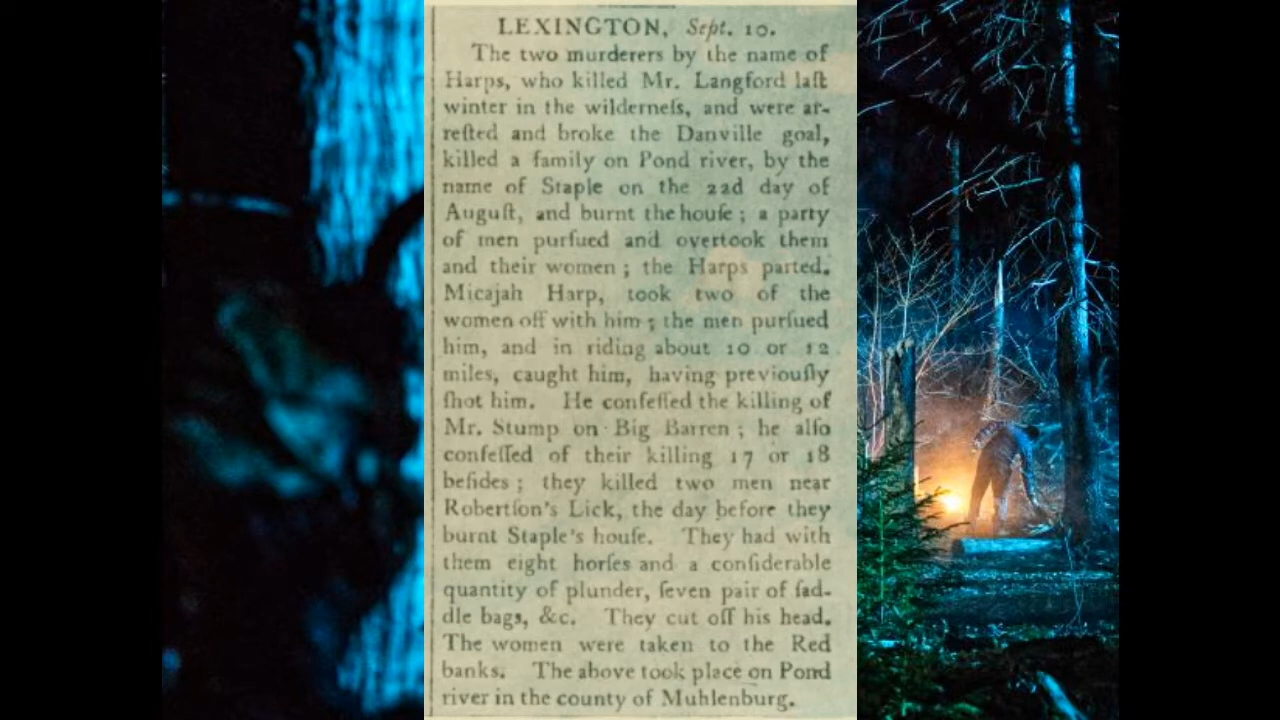 LEXINGTON, Sept. 10.
The two murderers by the name of
Harps, who killed Mr. Langford laſt
winter in the wilderneſs, and were ar-
reſted and broke the Danville goal,
killed a family on Pond river, by the
name of Staple on the 22d day of
Auguſt, and burnt the houſe ; a party
of men purſued and overtook them
and their women ; the Harps parted.
Micajah Harp, took two of the
women off with him ; the men purſued
him, and in riding about 10 or 12
miles, caught him, having previouſly
ſhot him. He confeſſed the killing of
Mr. Stump on Big Barren ; he alſo
confeſſed of their killing 17 or 18
beſides ; they killed two men near
Robertſon's Lick, the day before they
burnt Staple's houſe. They had with
them eight horſes and a conſiderable
quantity of plunder, ſeven pair of ſad-
dle bags, &c. They cut off his head.
The women were taken to the Red
banks. The above took place on Pond
river in the county of Muhlenburg.